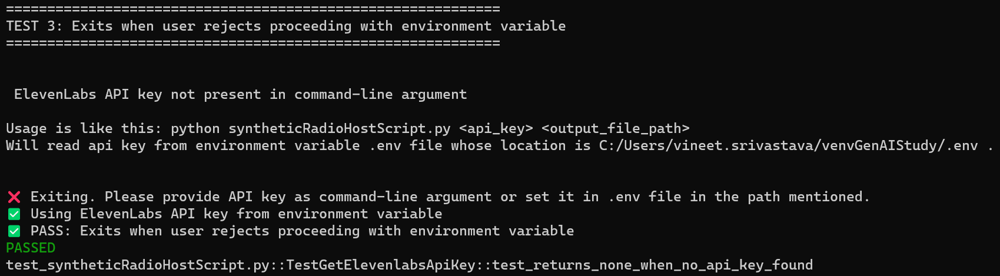 ============================================================
TEST 3: Exits when user rejects proceeding with environment variable
============================================================
ElevenLabs API key not present in command-line argument
Usage is like this: python syntheticRadioHostScript.py <api_key> <output_file_path>
Will read api key from environment variable .env file whose location is C:/Users/vineet.srivastava/venvGenAIStudy/.env .
❌ Exiting. Please provide API key as command-line argument or set it in .env file in the path mentioned.
✅ Using ElevenLabs API key from environment variable
✅ PASS: Exits when user rejects proceeding with environment variable
PASSED
test_syntheticRadioHostScript.py::TestGetElevenlabsApiKey::test_returns_none_when_no_api_key_found